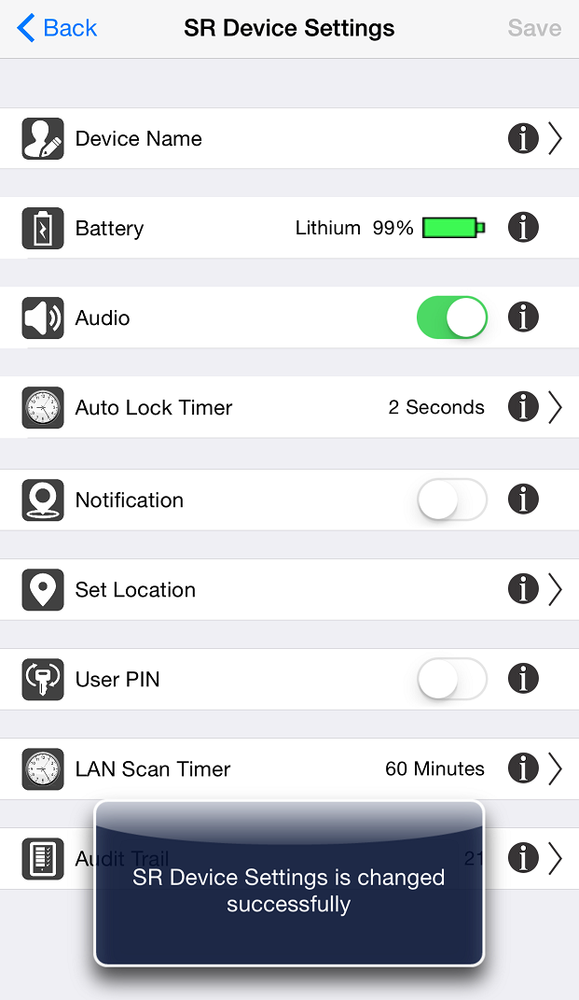 Back SR Device Settings Save
Device Name
Battery Lithium 99%
Audio
Auto Lock Timer 2 Seconds
Notification
Set Location
User PIN
LAN Scan Timer 60 Minutes
Audit Trail 21
SR Device Settings is changed
successfully